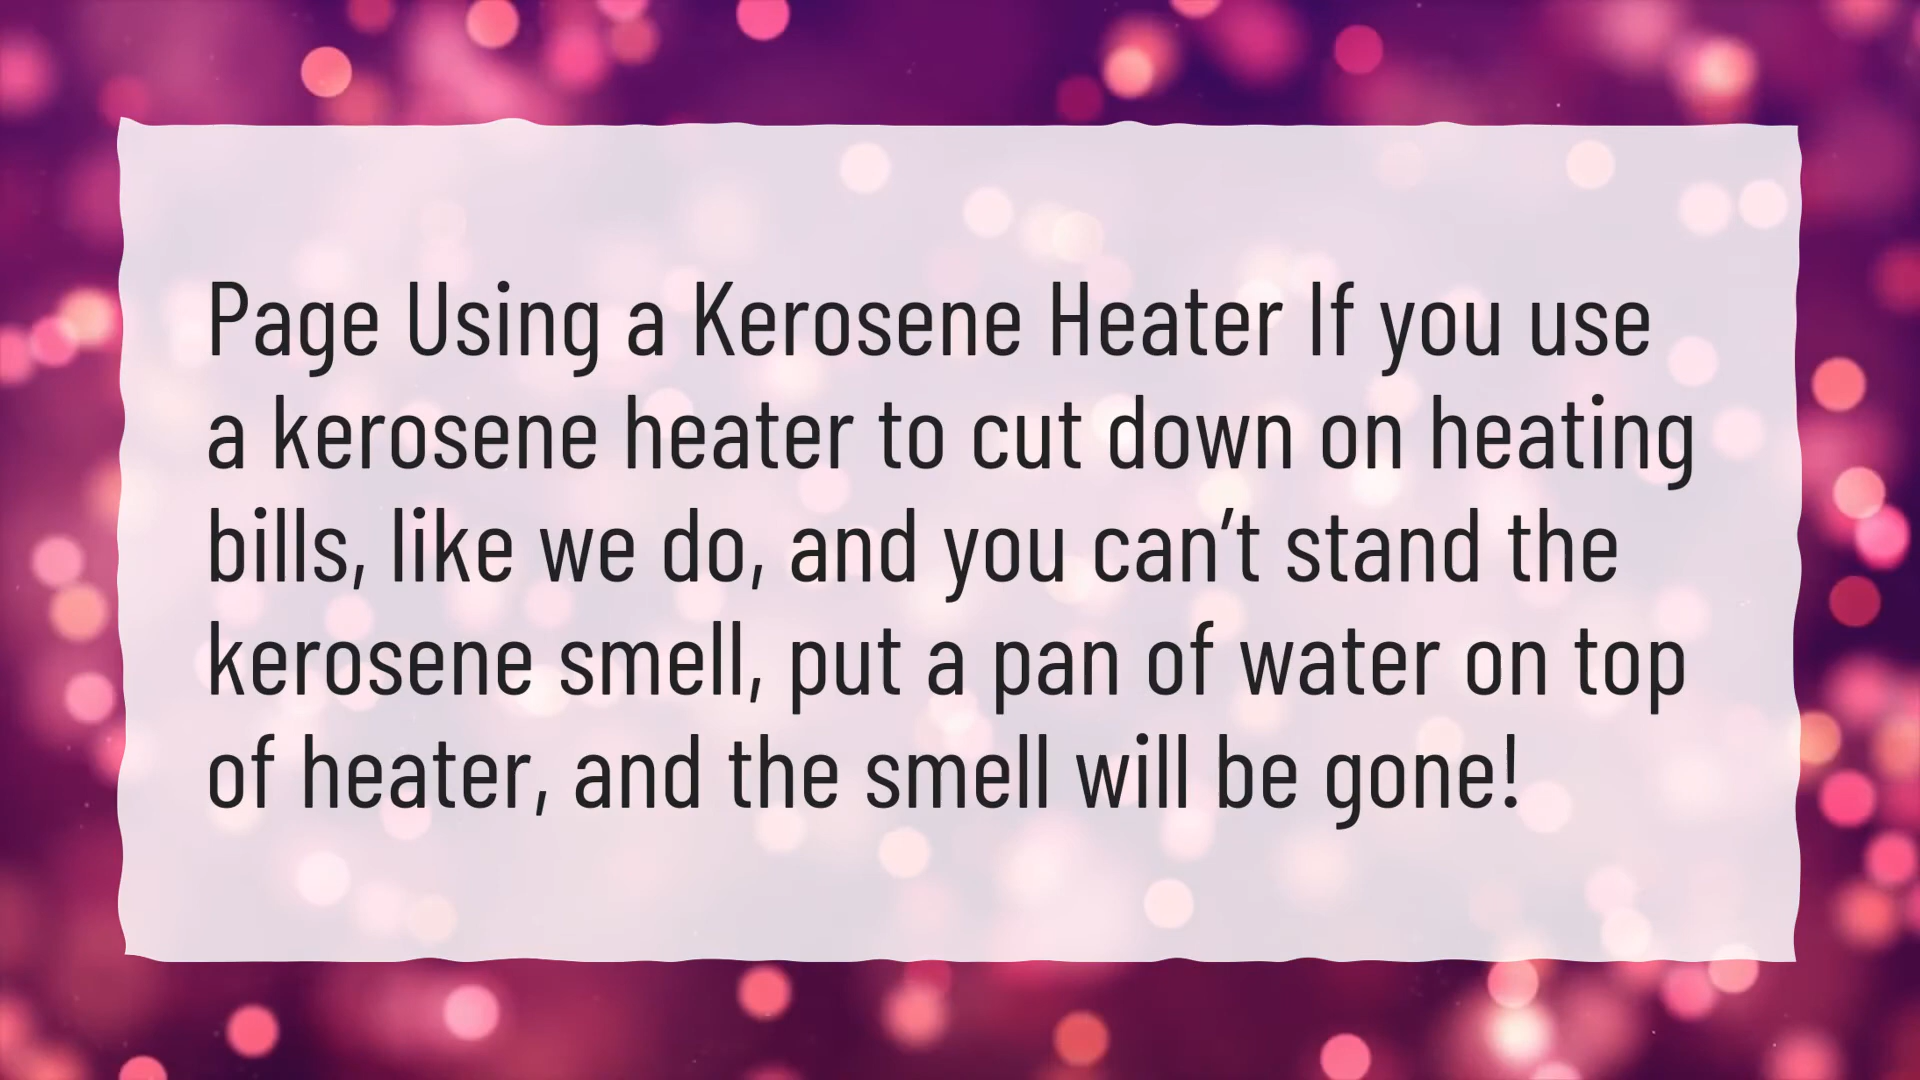 Page Using a Kerosene Heater If you use
a kerosene heater to cut down on heating
bills, like we do, and you can’t stand the
kerosene smell, put a pan of water on top
of heater, and the smell will be gone!